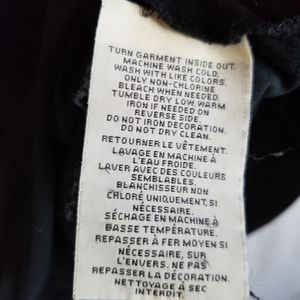 TURN GARMENT INSIDE OUT.
MACHINE WASH COLD.
WASH WITH LIKE COLORS.
ONLY NON-CHLORINE
BLEACH WHEN NEEDED.
TUMBLE DRY LOW, WARM
IRON IF NEEDED ON
REVERSE SIDE.
DO NOT IRON DECORATION.
DO NOT DRY CLEAN.
RETOURNER LE VÊTEMENT.
LAVAGE EN MACHINE À
L'EAU FROIDE.
LAVER AVEC DES COULEURS
SEMBLABLES.
BLANCHISSEUR NON
CHLORÉ UNIQUEMENT, SI
NÉCESSAIRE.
SÉCHAGE EN MACHINE À
BASSE TEMPÉRATURE.
REPASSER À FER MOYEN SI
NÉCESSAIRE, SUR
L'ENVERS. NE PAS
REPASSER LA DÉCORATION.
NETTOYAGE À SEC
INTERDIT.